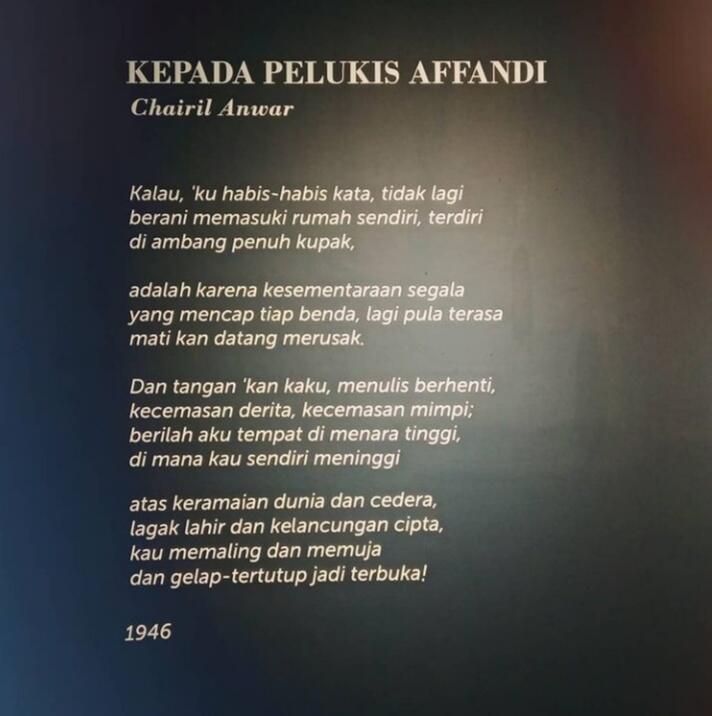 KEPADA PELUKIS AFFANDI
Chairil Anwar
Kalau, 'ku habis-habis kata, tidak lagi
berani memasuki rumah sendiri, terdiri
di ambang penuh kupak,
adalah karena kesementaraan segala
yang mencap tiap benda, lagi pula terasa
mati kan datang merusak.
Dan tangan 'kan kaku, menulis berhenti,
kecemasan derita, kecemasan mimpi;
berilah aku tempat di menara tinggi,
di mana kau sendiri meninggi
atas keramaian dunia dan cedera,
lagak lahir dan kelancungan cipta,
kau memaling dan memuja
dan gelap-tertutup jadi terbuka!
1946